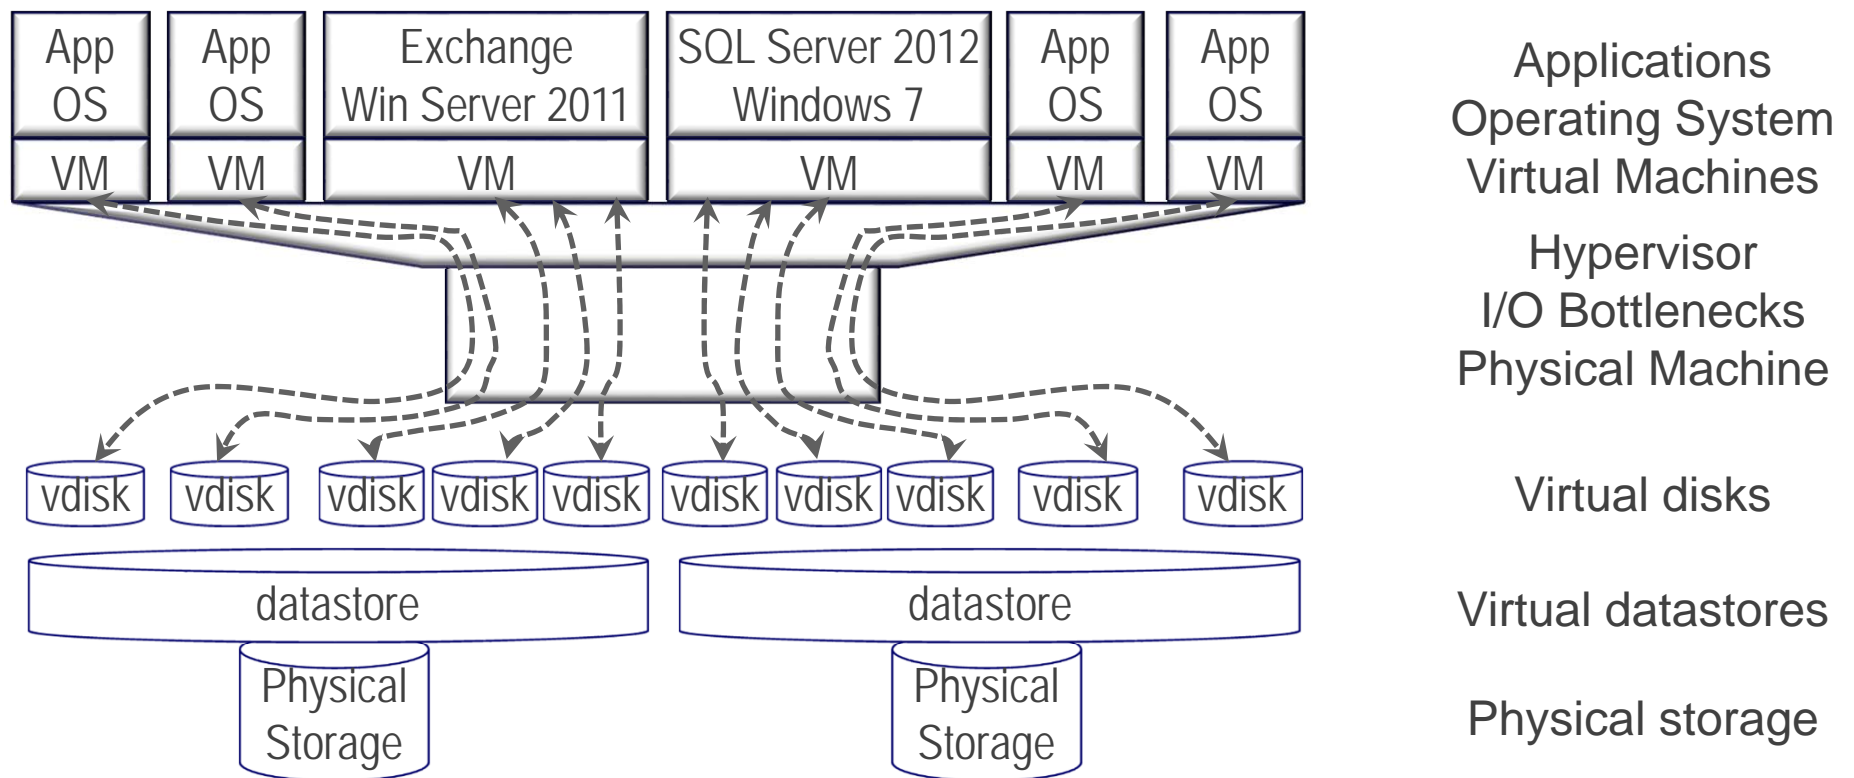 App
OS
VM
App
OS
VM
Exchange
Win Server 2011
VM
SQL Server 2012
Windows 7
VM
App
OS
VM
App
OS
VM
Applications
Operating System
Virtual Machines
Hypervisor
I/O Bottlenecks
Physical Machine
vdisk
vdisk
vdisk
vdisk
vdisk
vdisk
vdisk
vdisk
vdisk
vdisk
Virtual disks
datastore
datastore
Virtual datastores
Physical
Storage
Physical
Storage
Physical storage